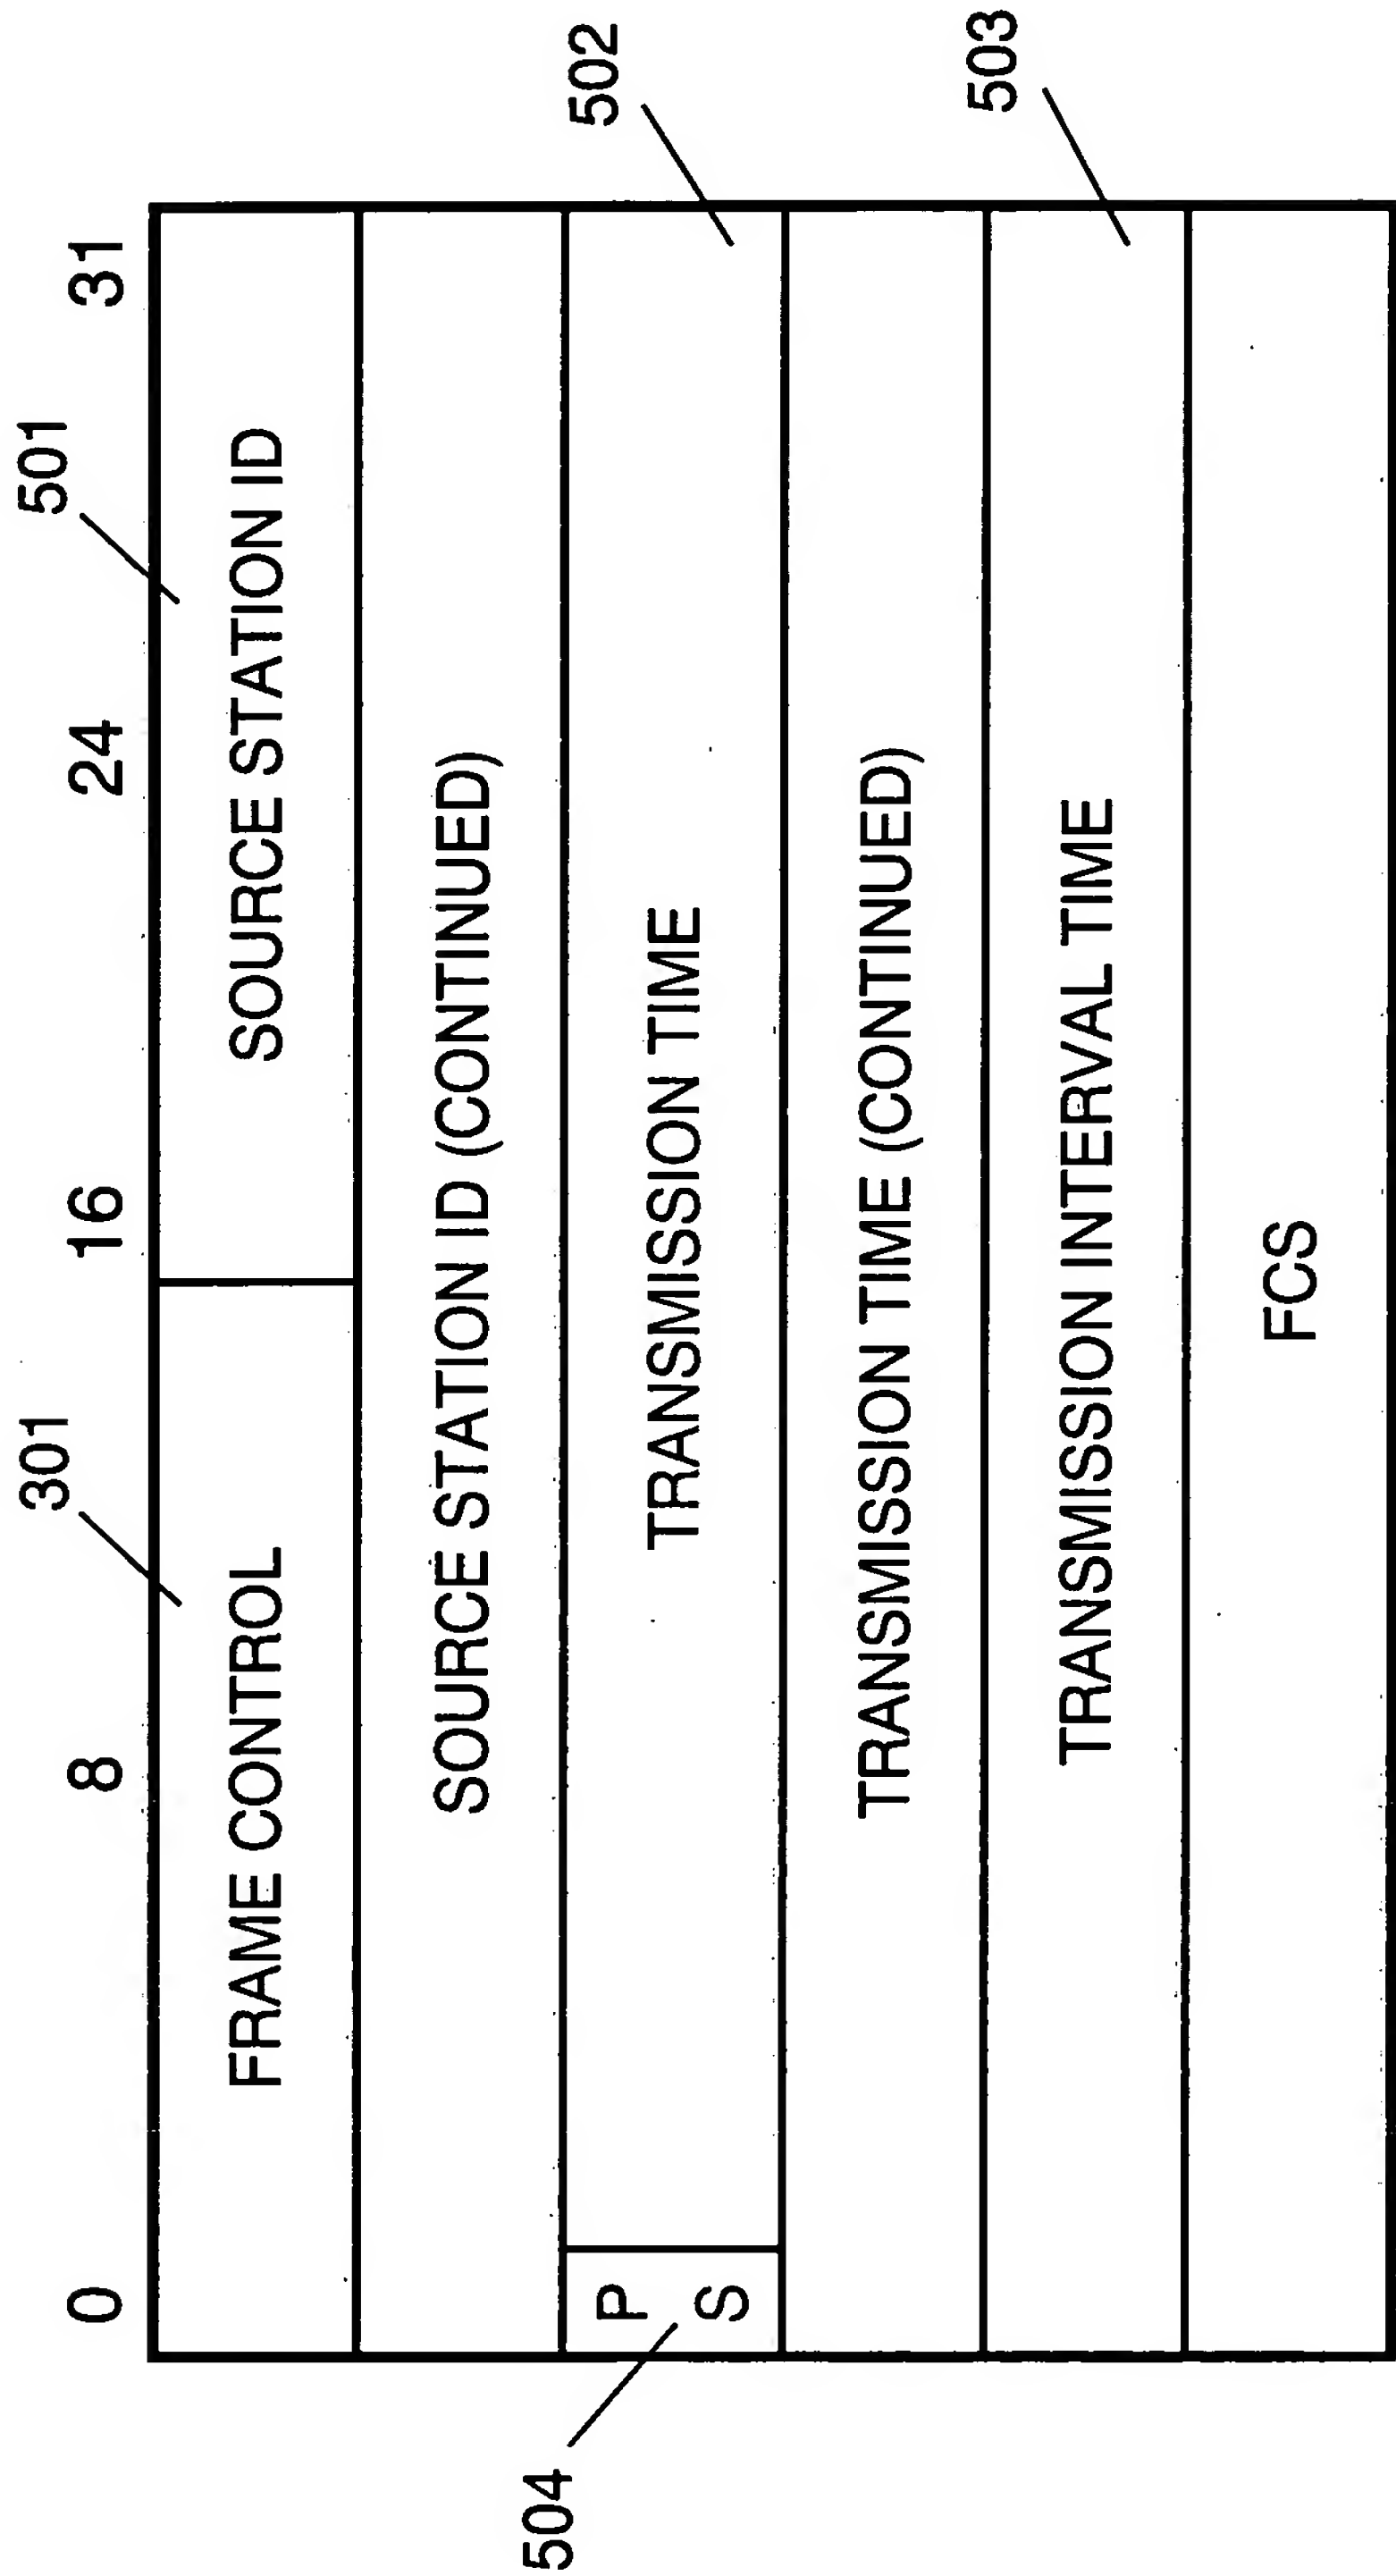 301
501
0 8 16 24 31
FRAME CONTROL SOURCE STATION ID
SOURCE STATION ID (CONTINUED)
504
P
S
TRANSMISSION TIME
502
TRANSMISSION TIME (CONTINUED)
TRANSMISSION INTERVAL TIME
503
FCS